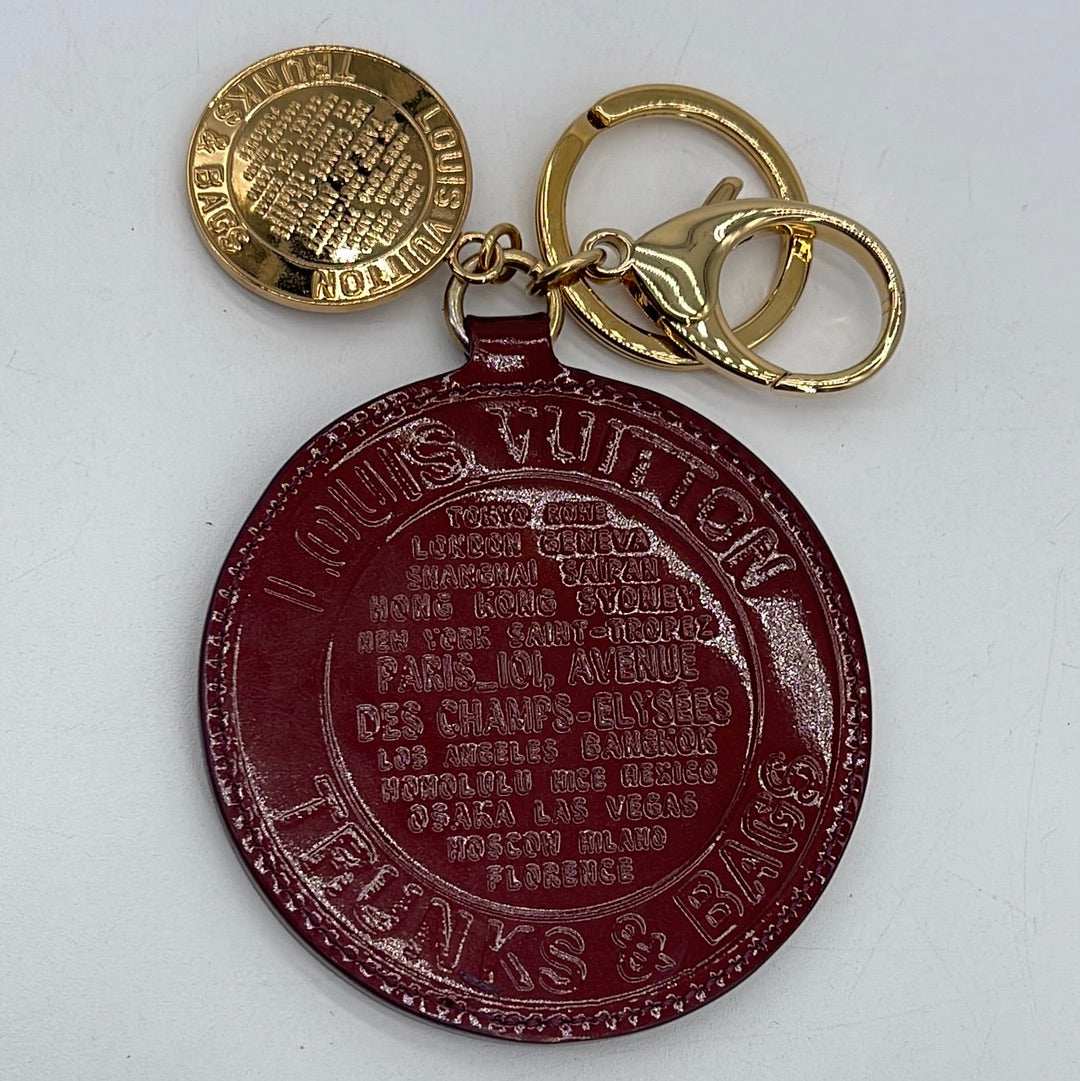 LOUIS VUITTON
TRUNKS & BAGS
LOUIS VUITTON
TOKYO ROME
LONDON GENEVA
SHANGHAI SAIPAN
HONG KONG SYDNEY
NEW YORK SAINT-TROPEZ
PARIS_101, AVENUE
DES CHAMPS-ELYSÉES
LOS ANGELES BANGKOK
HONOLULU NICE MEXICO
OSAKA LAS VEGAS
MOSCOW MILANO
FLORENCE
TRUNKS & BAGS